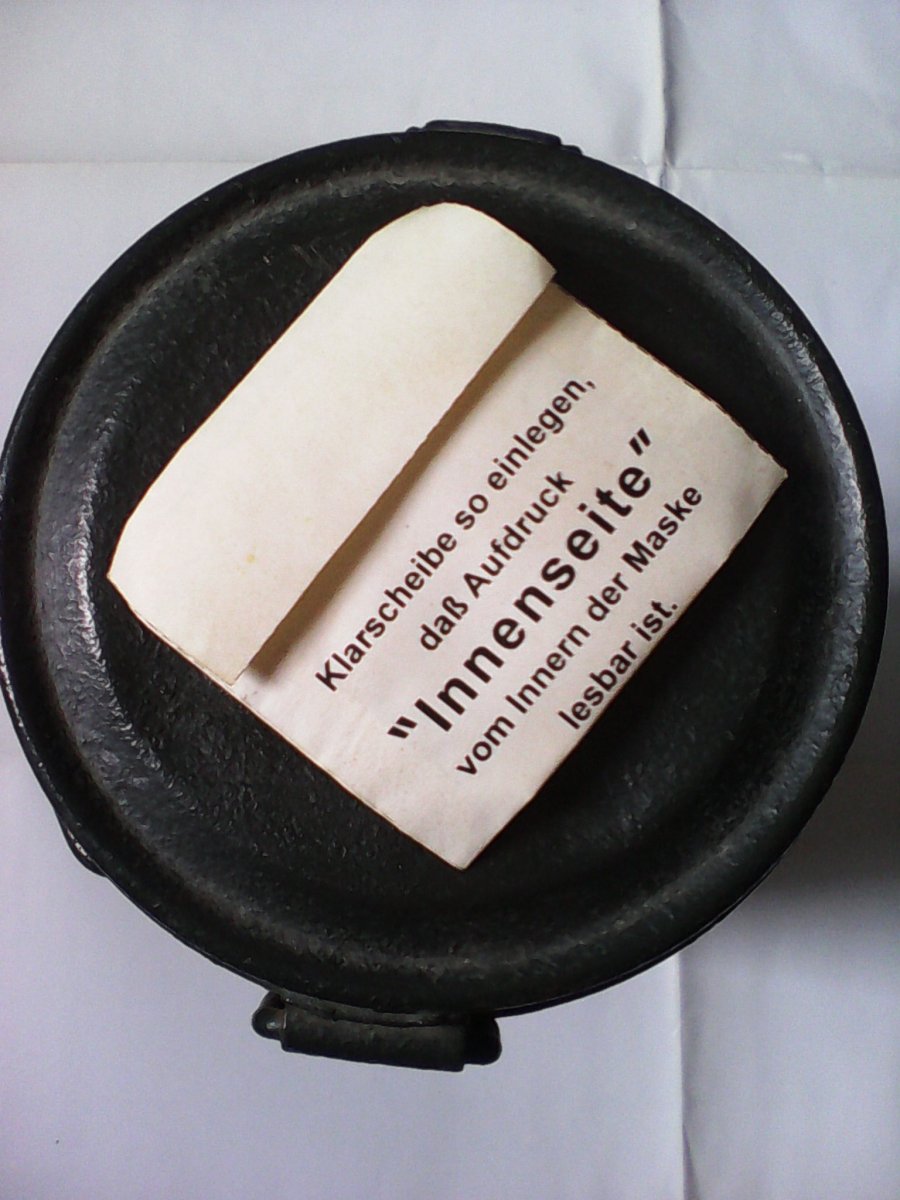 Klarscheibe so einlegen,
daß Aufdruck
"Innenseite"
vom Innern der Maske
lesbar ist.